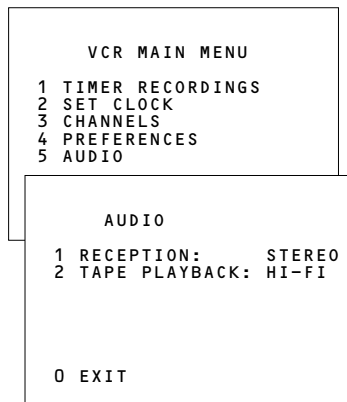 VCR MAIN MENU
1 TIMER RECORDINGS
2 SET CLOCK
3 CHANNELS
4 PREFERENCES
5 AUDIO
AUDIO
1 RECEPTION: STEREO
2 TAPE PLAYBACK: HI-FI
0 EXIT